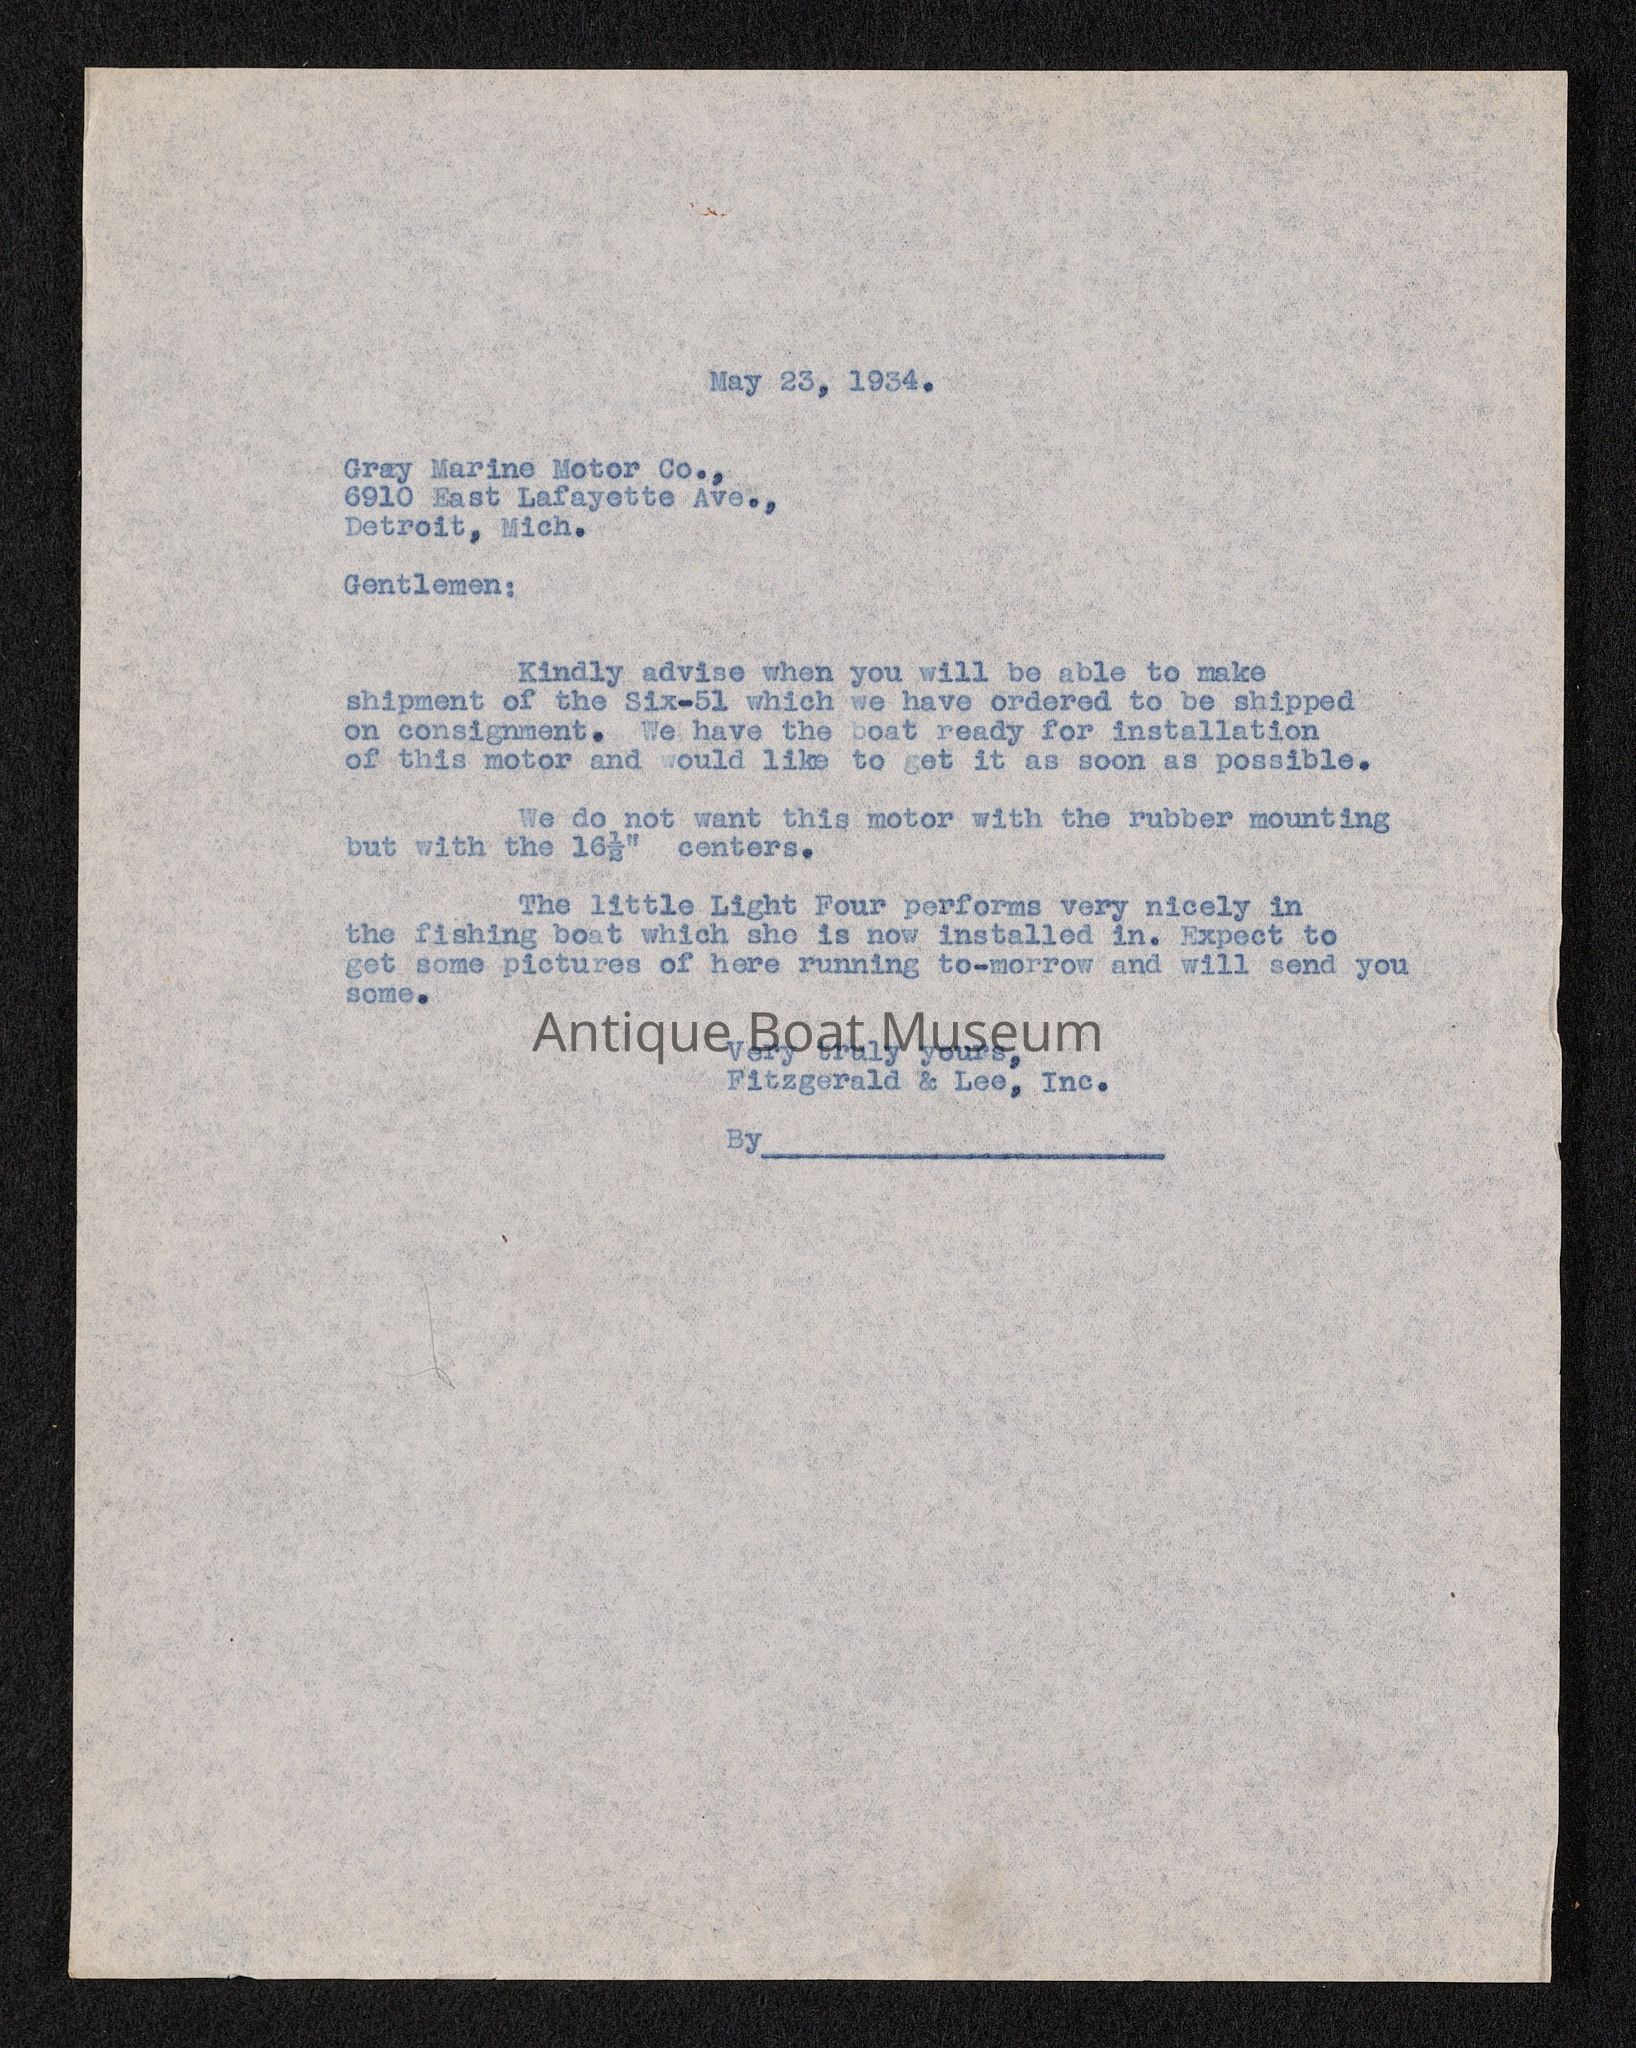 May 23, 1934.
Gray Marine Motor Co.,
6910 East Lafayette Ave.,
Detroit, Mich.
Gentlemen:
Kindly advise when you will be able to make
shipment of the Six-51 which we have ordered to be shipped
on consignment. We have the boat ready for installation
of this motor and would like to get it as soon as possible.
We do not want this motor with the rubber mounting
but with the 16½" centers.
The little Light Four performs very nicely in
the fishing boat which she is now installed in. Expect to
get some pictures of here running to-morrow and will send you
some.
Antique Boat Museum
Very truly yours,
Fitzgerald & Lee, Inc.
By